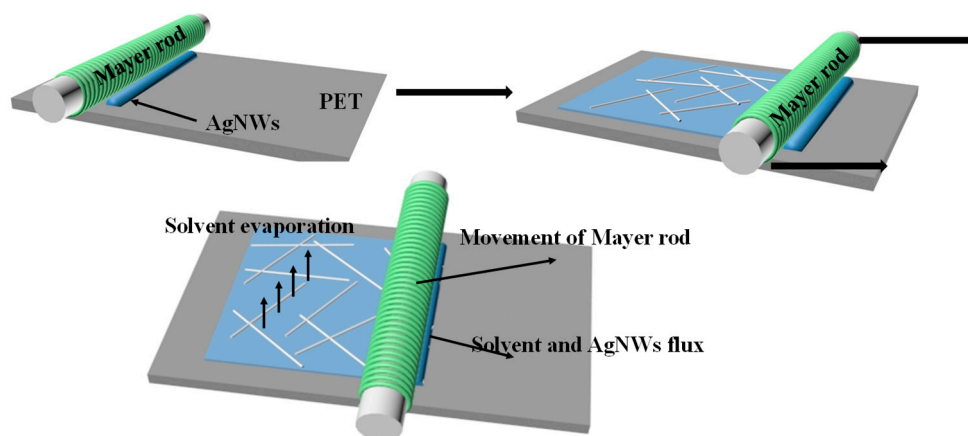 Mayer rod
PET
AgNWs
Mayer rod
Solvent evaporation
Movement of Mayer rod
Solvent and AgNWs flux